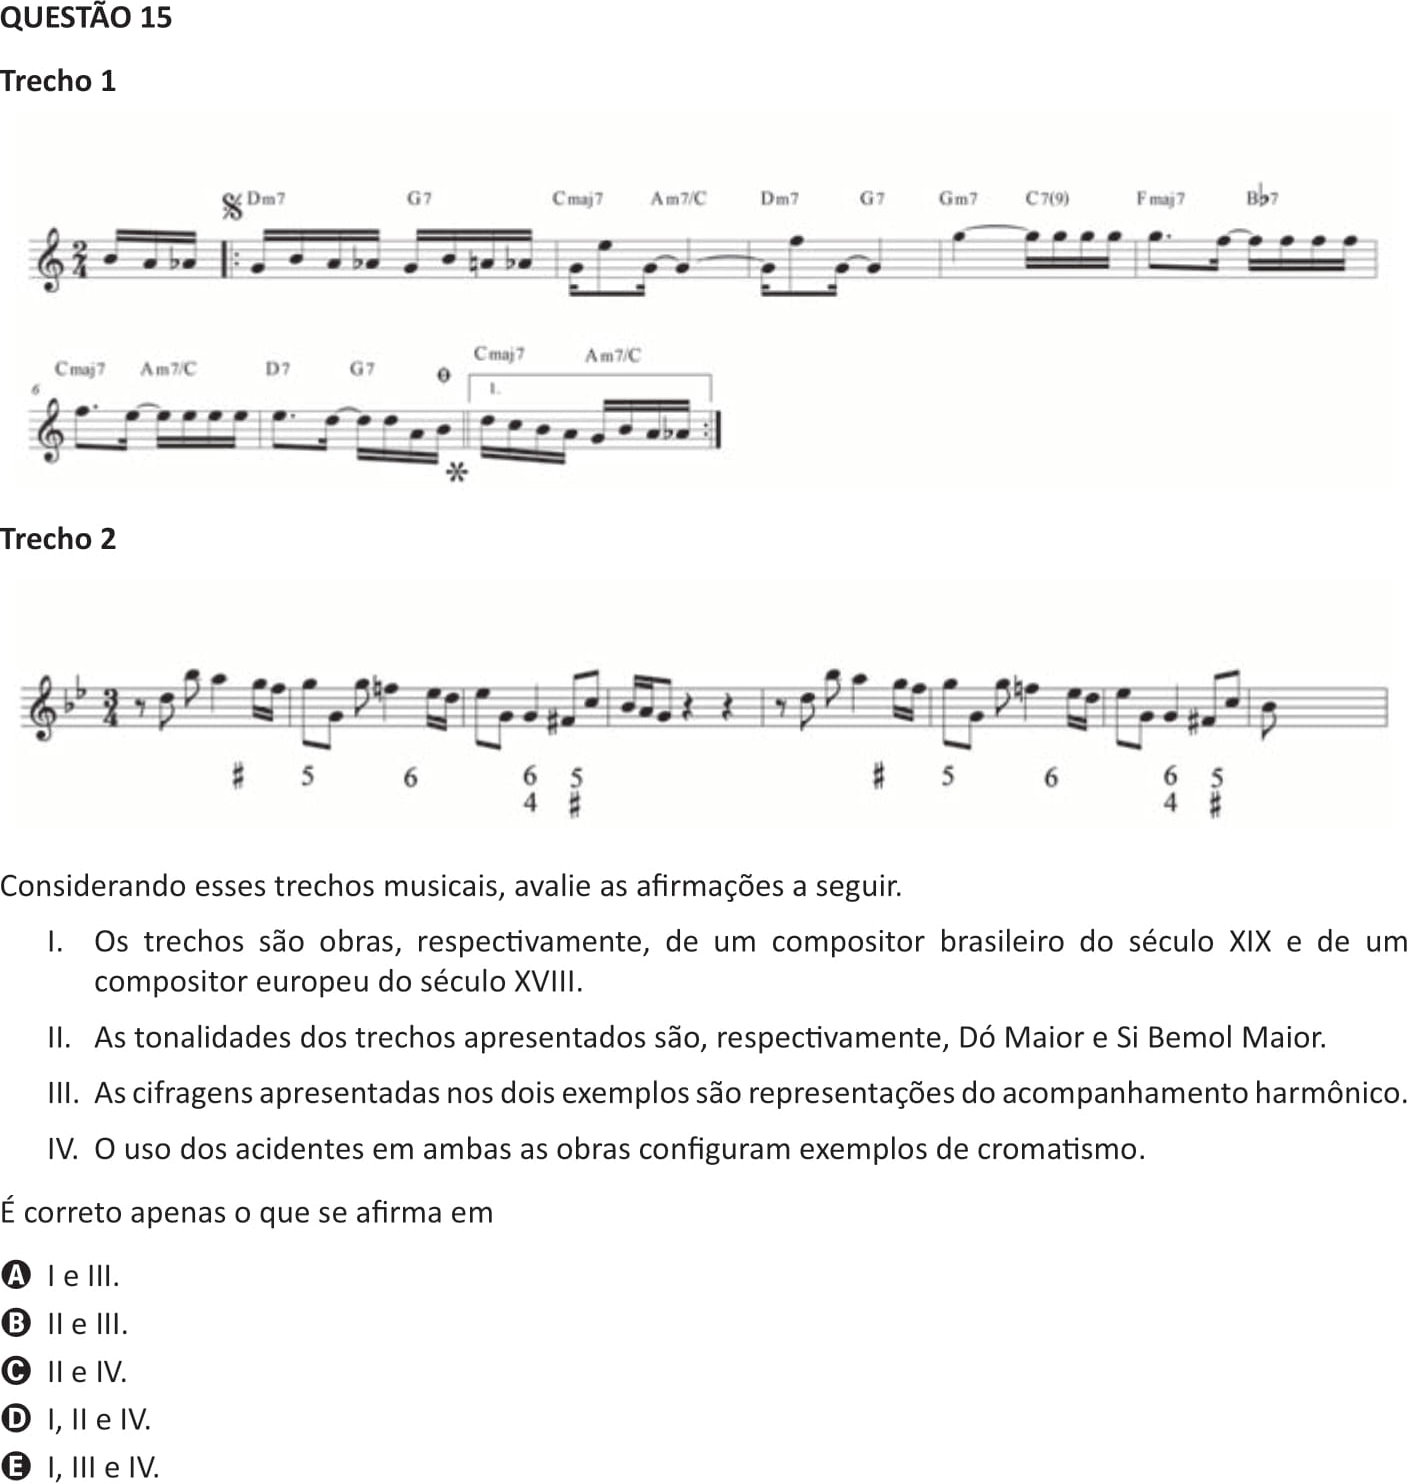 QUESTÃO 15
Trecho 1
Dm7 G7 Cmaj7 Am7/C Dm7 G7 Gm7 C7(9) Fmaj7 B♭7
2
4
Cmaj7 Am7/C D7 G7 Cmaj7 Am7/C
6
1.
Trecho 2
3
4
♯ 5 6 6 5 ♯ 5 6 6 5
4 ♯ 4 ♯
Considerando esses trechos musicais, avalie as afirmações a seguir.
I. Os trechos são obras, respectivamente, de um compositor brasileiro do século XIX e de um
compositor europeu do século XVIII.
II. As tonalidades dos trechos apresentados são, respectivamente, Dó Maior e Si Bemol Maior.
III. As cifragens apresentadas nos dois exemplos são representações do acompanhamento harmônico.
IV. O uso dos acidentes em ambas as obras configuram exemplos de cromatismo.
É correto apenas o que se afirma em
A I e III.
B II e III.
C II e IV.
D I, II e IV.
E I, III e IV.